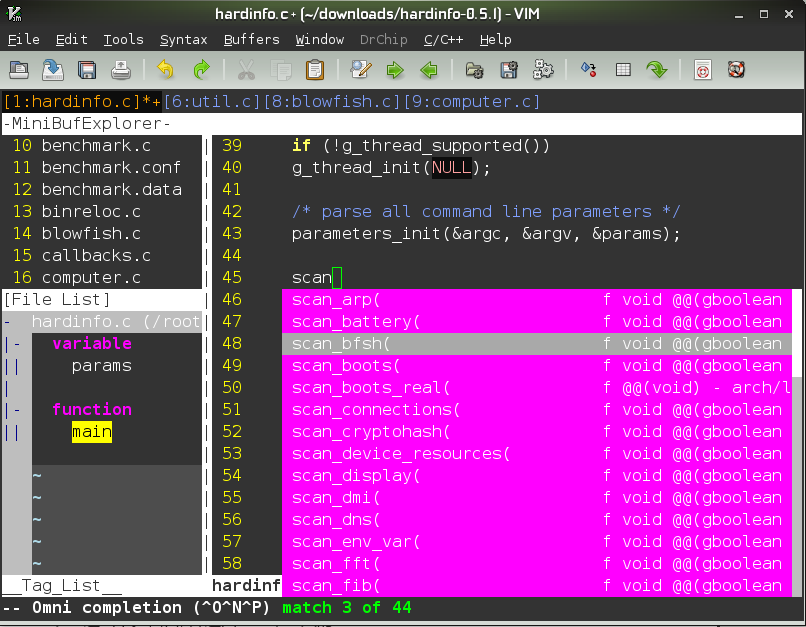 hardinfo.c+ (~/downloads/hardinfo-0.5.1) - VIM
File Edit Tools Syntax Buffers Window DrChip C/C++ Help
[1:hardinfo.c]*+[6:util.c][8:blowfish.c][9:computer.c]
-MiniBufExplorer-
10 benchmark.c
11 benchmark.conf
12 benchmark.data
13 binreloc.c
14 blowfish.c
15 callbacks.c
16 computer.c
[File List]
- hardinfo.c (/root
|- variable
|| params
|
|- function
|| main
~
~
~
~
~
__Tag_List__
39 if (!g_thread_supported())
40 g_thread_init(NULL);
41
42 /* parse all command line parameters */
43 parameters_init(&argc, &argv, &params);
44
45 scan
46 scan_arp( f void @@(gboolean
47 scan_battery( f void @@(gboolean
48 scan_bfsh( f void @@(gboolean
49 scan_boots( f void @@(gboolean
50 scan_boots_real( f @@(void) - arch/l
51 scan_connections( f void @@(gboolean
52 scan_cryptohash( f void @@(gboolean
53 scan_device_resources( f void @@(gboolean
54 scan_display( f void @@(gboolean
55 scan_dmi( f void @@(gboolean
56 scan_dns( f void @@(gboolean
57 scan_env_var( f void @@(gboolean
58 scan_fft( f void @@(gboolean
hardinf scan_fib( f void @@(gboolean
-- Omni completion (^O^N^P) match 3 of 44